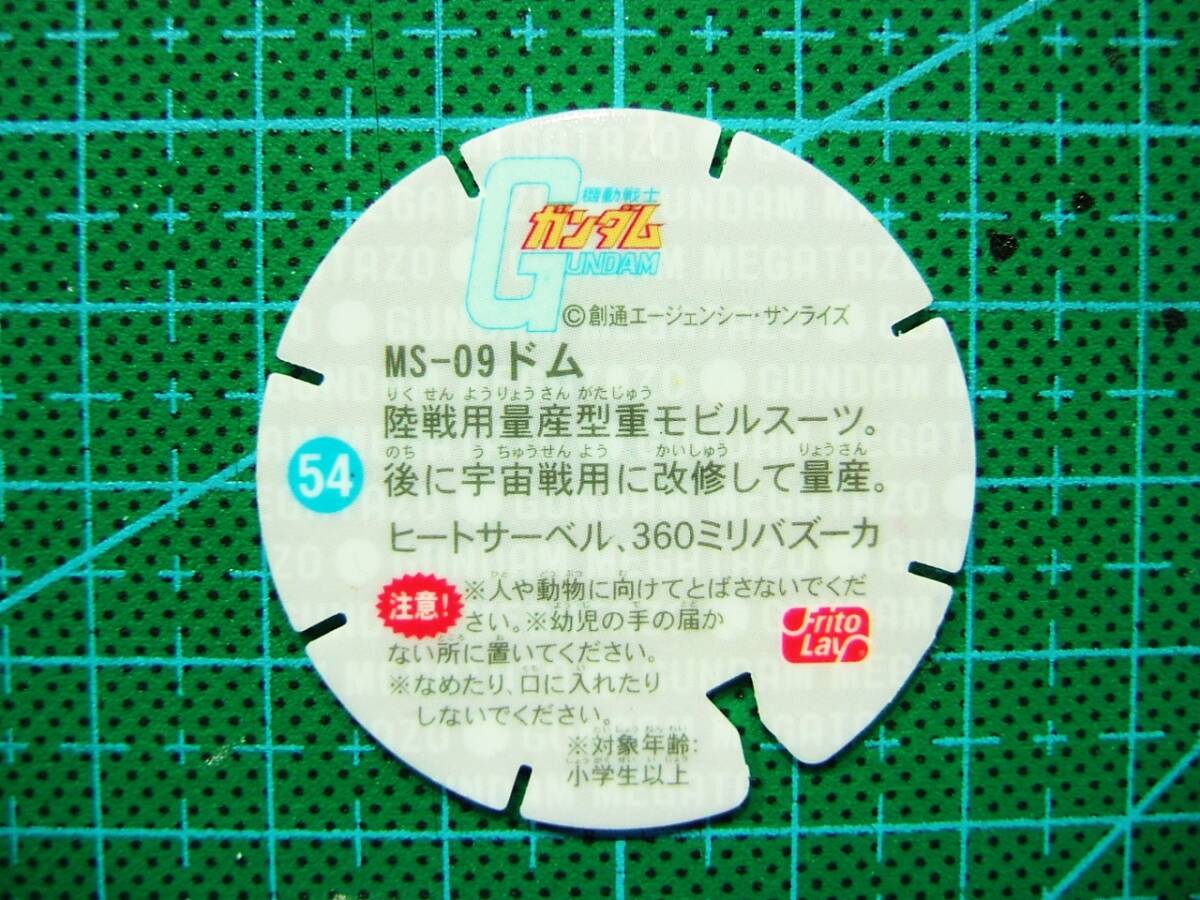 機動戦士
ガンダム
GUNDAM
©創通エージェンシー・サンライズ
MS-09ドム
りくせんようりょうさんがたじゅう
陸戦用量産型重モビルスーツ。
のち うちゅうせんよう かいしゅう りょうさん
後に宇宙戦用に改修して量産。
54
ヒートサーベル、360ミリバズーカ
注意!
※人や動物に向けてとばさないでくだ
さい。※幼児の手の届か
ない所に置いてください。
※なめたり、口に入れたり
しないでください。
※対象年齢:
小学生以上
Frito
Lay
GUNDAM MEGATAZO